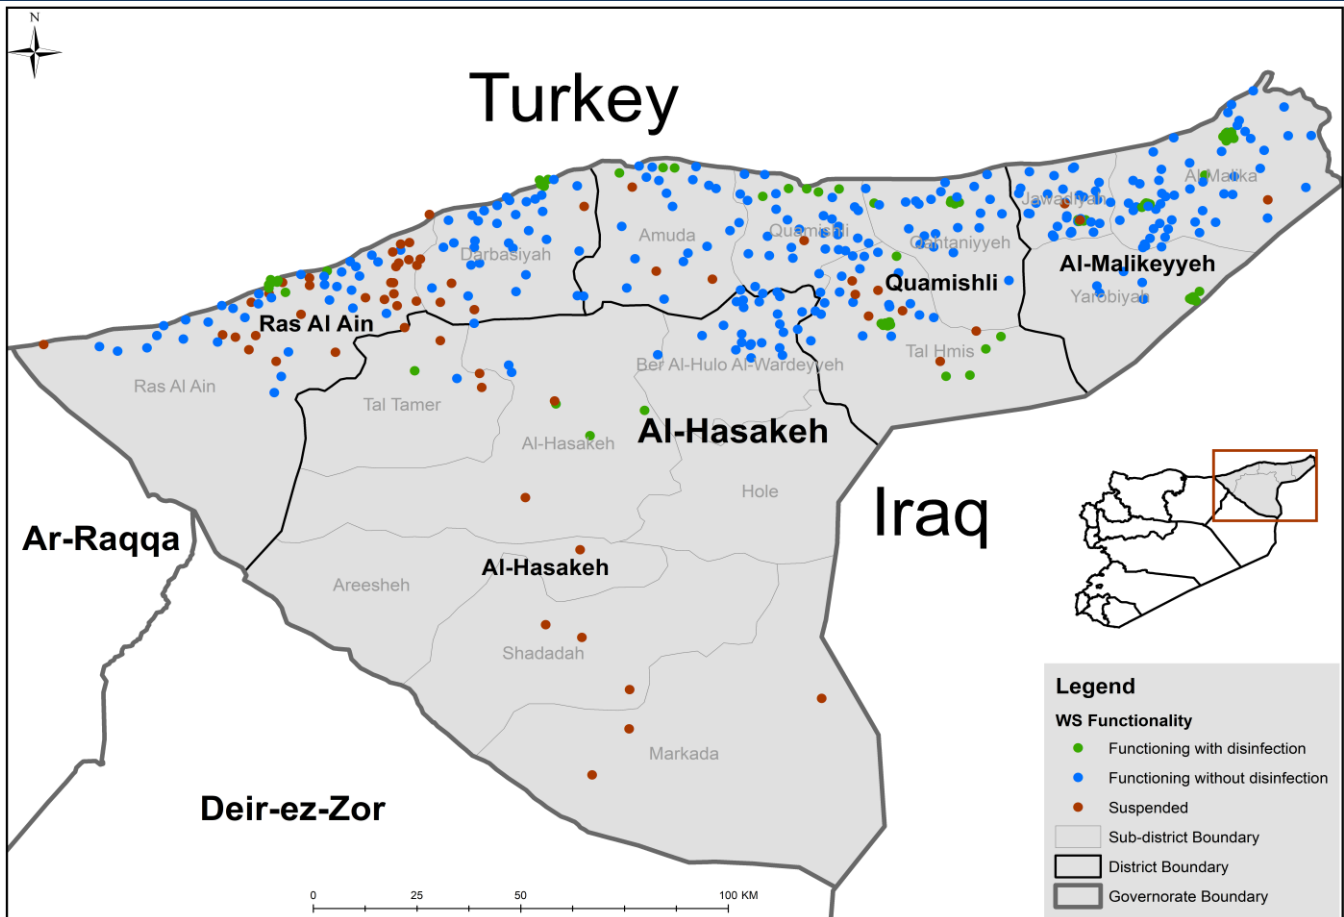 N
Turkey
Al-Malika
Jawadiyah
Quamishli
Amuda
Qahtaniyyeh
Darbasiyah
Al-Malikeyyeh
Quamishli
Yarobiyah
Ras Al Ain
Tal Hmis
Ber Al-Hulo Al-Wardeyyeh
Ras Al Ain
Tal Tamer
Al-Hasakeh
Al-Hasakeh
Hole
Iraq
Ar-Raqqa
Al-Hasakeh
Areesheh
Shadadah
Markada
Deir-ez-Zor
Legend
WS Functionality
Functioning with disinfection
Functioning without disinfection
Suspended
Sub-district Boundary
District Boundary
Governorate Boundary
0 25 50 100 KM